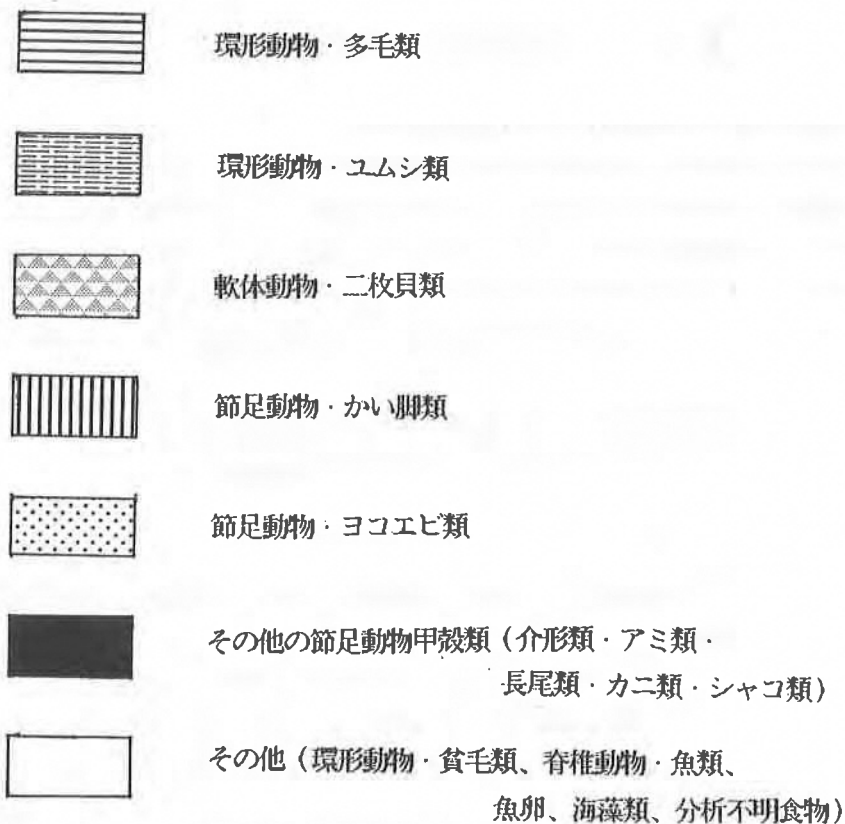 環形動物・多毛類
環形動物・ユムシ類
軟体動物・二枚貝類
節足動物・かい脚類
節足動物・ヨコエビ類
その他の節足動物甲殻類（介形類・アミ類・
長尾類・カニ類・シャコ類）
その他（環形動物・貧毛類、脊椎動物・魚類、
魚卵、海藻類、分析不明食物）